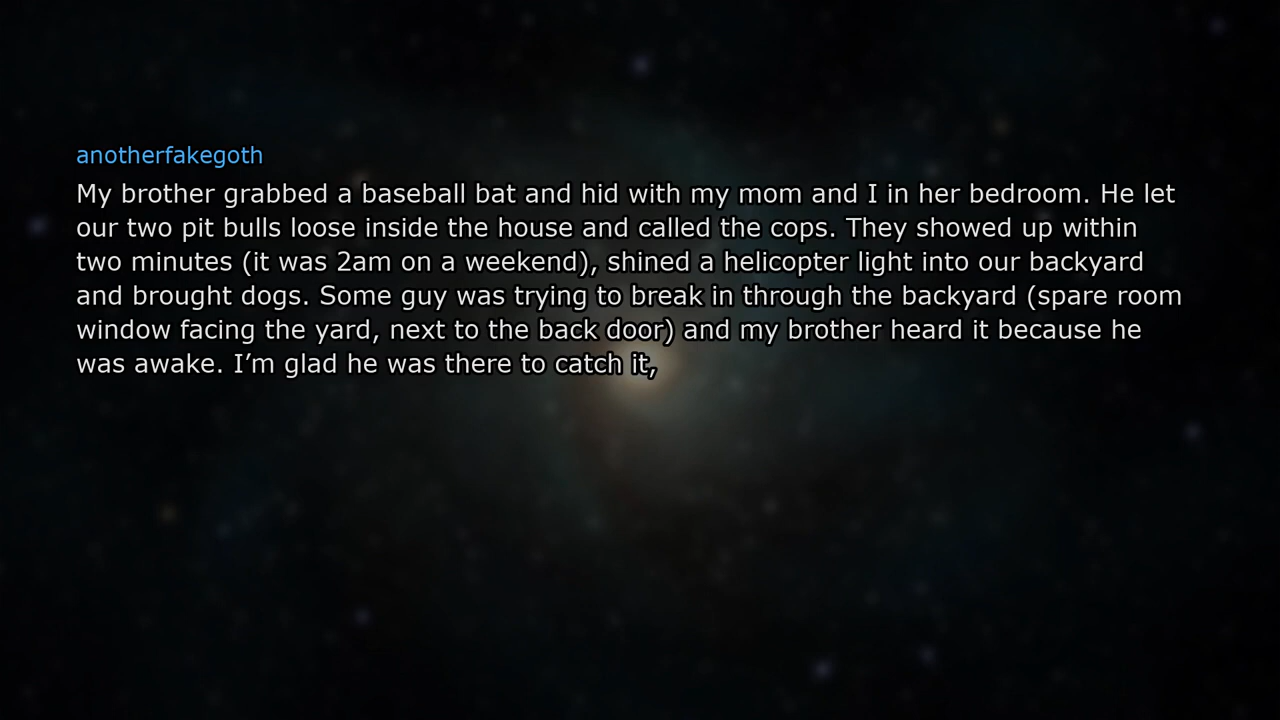 anotherfakegoth
My brother grabbed a baseball bat and hid with my mom and I in her bedroom. He let
our two pit bulls loose inside the house and called the cops. They showed up within
two minutes (it was 2am on a weekend), shined a helicopter light into our backyard
and brought dogs. Some guy was trying to break in through the backyard (spare room
window facing the yard, next to the back door) and my brother heard it because he
was awake. I’m glad he was there to catch it,